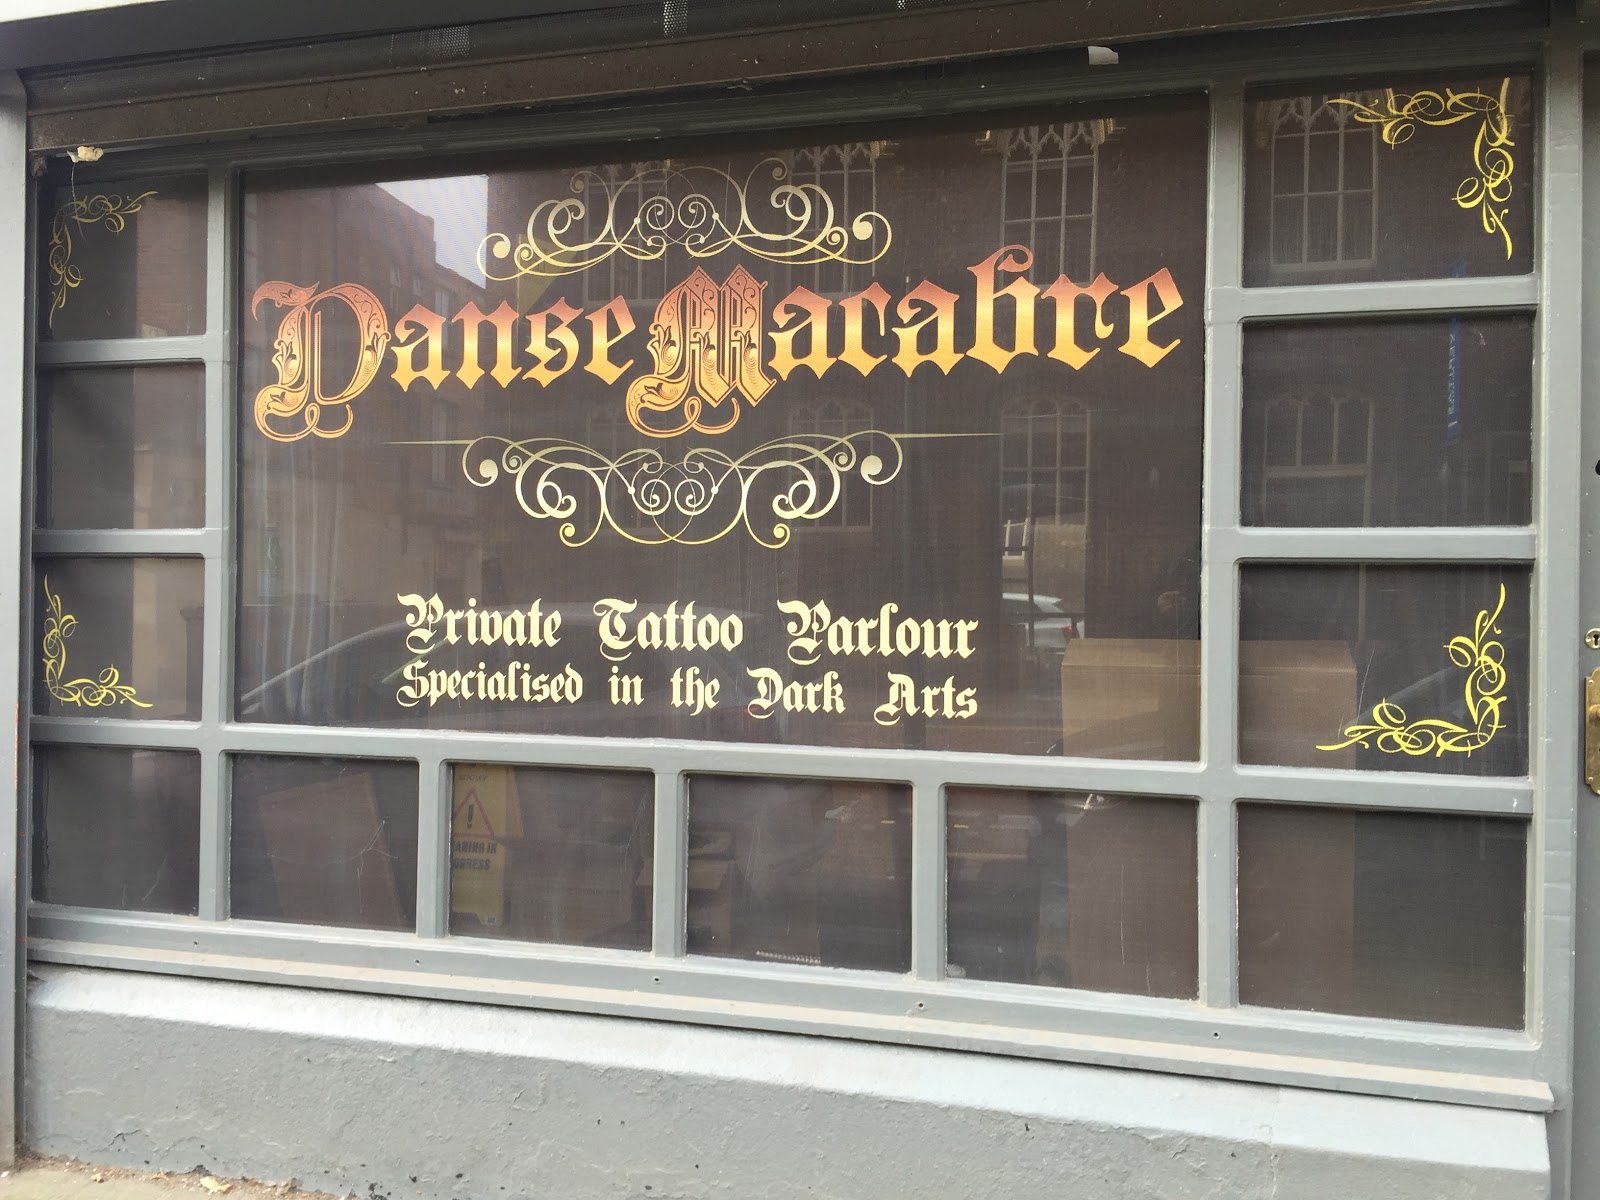 Danse Macabre
Private Tattoo Parlour
Specialised in the Dark Arts